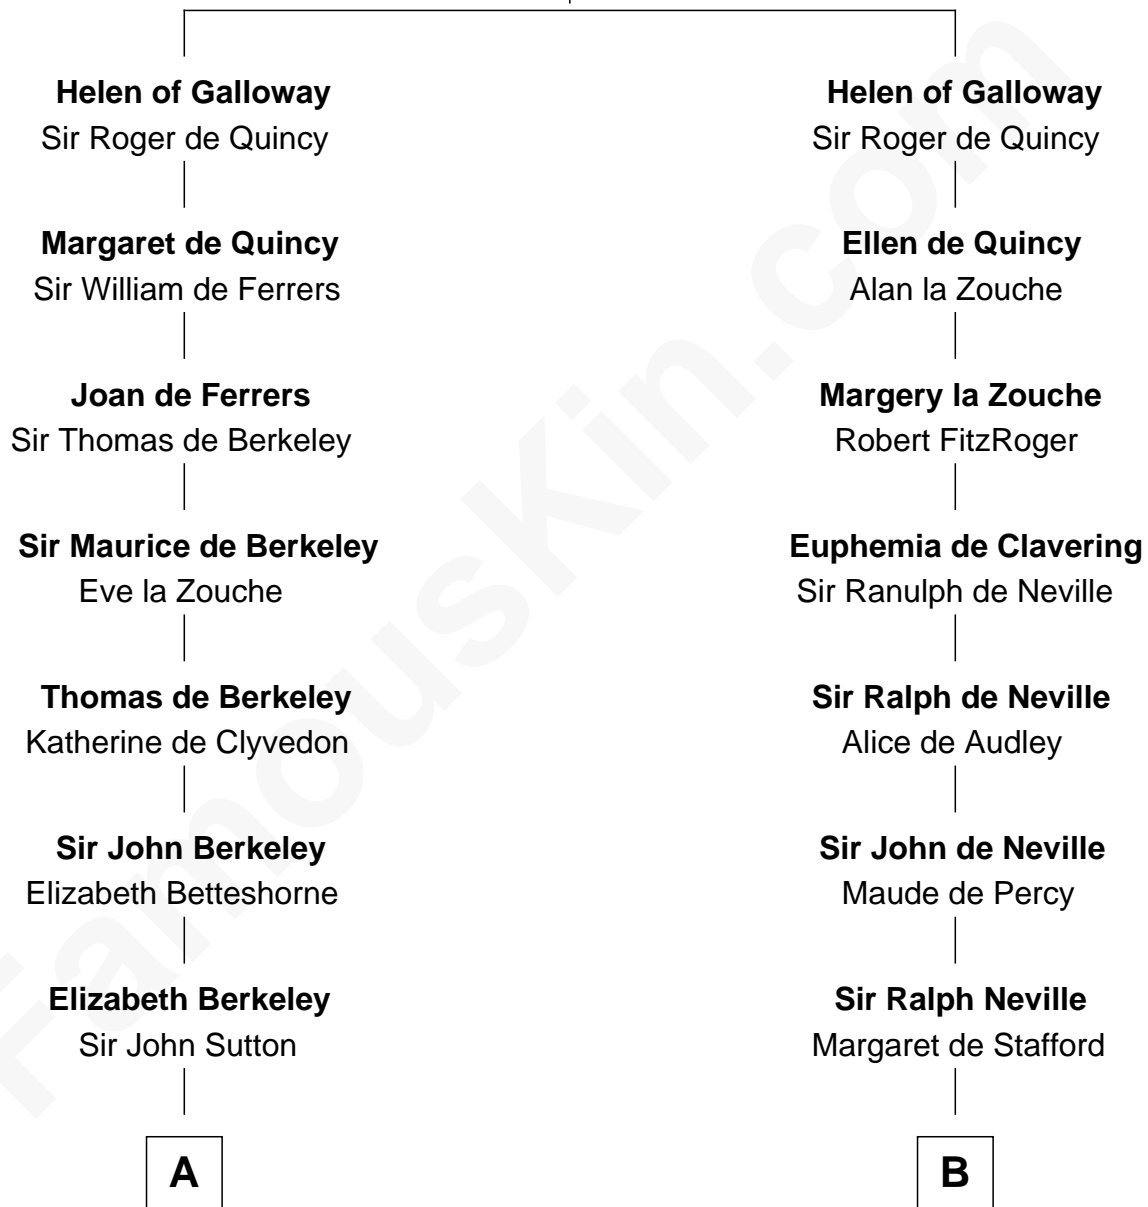 Helen of Galloway
Sir Roger de Quincy
Margaret de Quincy
Sir William de Ferrers
Joan de Ferrers
Sir Thomas de Berkeley
Sir Maurice de Berkeley
Eve la Zouche
Thomas de Berkeley
Katherine de Clyvedon
Sir John Berkeley
Elizabeth Betteshorne
Elizabeth Berkeley
Sir John Sutton
A
Helen of Galloway
Sir Roger de Quincy
Ellen de Quincy
Alan la Zouche
Margery la Zouche
Robert FitzRoger
Euphemia de Clavering
Sir Ranulph de Neville
Sir Ralph de Neville
Alice de Audley
Sir John de Neville
Maude de Percy
Sir Ralph Neville
Margaret de Stafford
B
FamousKin.com